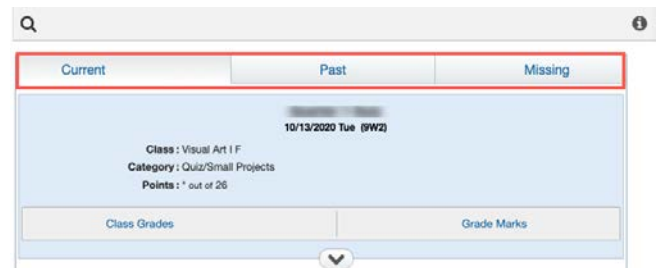 Current Past Missing
10/13/2020 Tue (9W2)
Class : Visual Art I F
Category : Quiz/Small Projects
Points : * out of 26
Class Grades Grade Marks